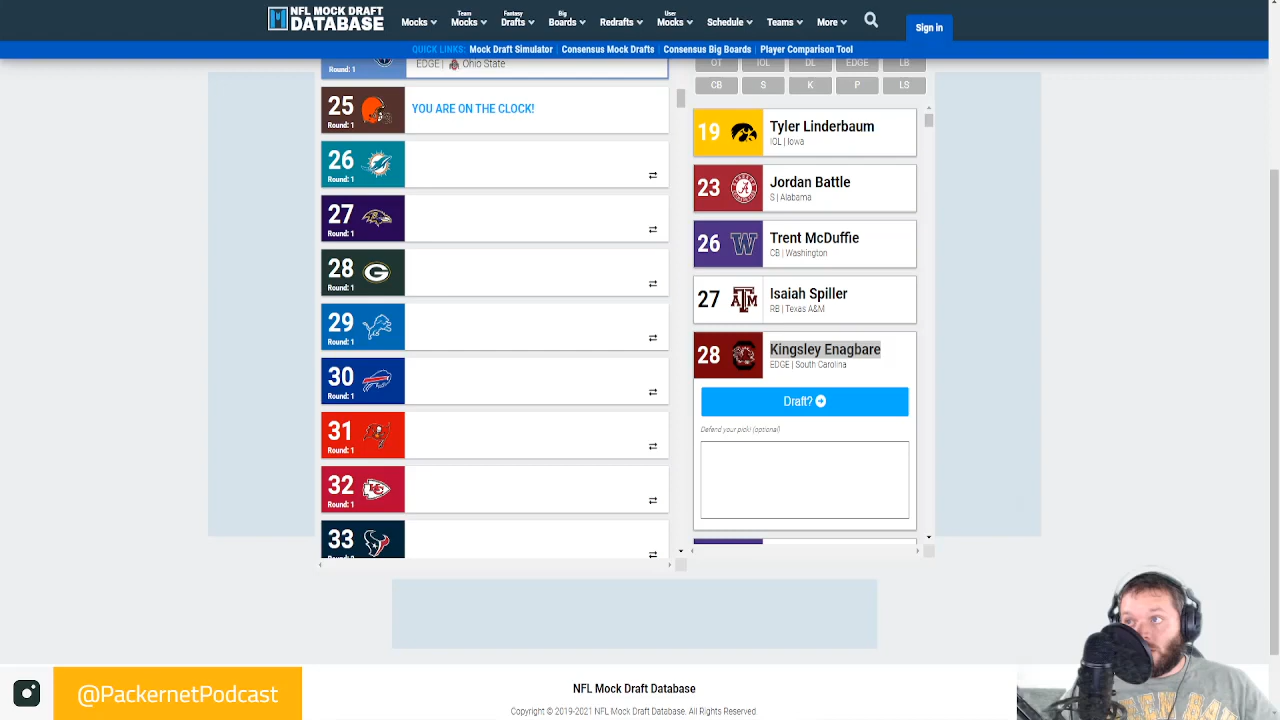 NFL MOCK DRAFT
DATABASE
Mocks
Team
Mocks
Fantasy
Drafts
Big
Boards
Redrafts
User
Mocks
Schedule
Teams
More
Sign in
QUICK LINKS: Mock Draft Simulator Consensus Mock Drafts Consensus Big Boards Player Comparison Tool
Round: 1
EDGE | Ohio State
25
Round: 1
YOU ARE ON THE CLOCK!
26
Round: 1
27
Round: 1
28
Round: 1
29
Round: 1
30
Round: 1
31
Round: 1
32
Round: 1
33
OT IOL DL EDGE LB
CB S K P LS
19 Tyler Linderbaum
IOL | Iowa
23 Jordan Battle
S | Alabama
26 W Trent McDuffie
CB | Washington
27 ATM Isaiah Spiller
RB | Texas A&M
28 Kingsley Enagbare
EDGE | South Carolina
Draft?
Defend your pick! (optional)
@PackernetPodcast
NFL Mock Draft Database
Copyright © 2019-2021 NFL Mock Draft Database. All Rights Reserved